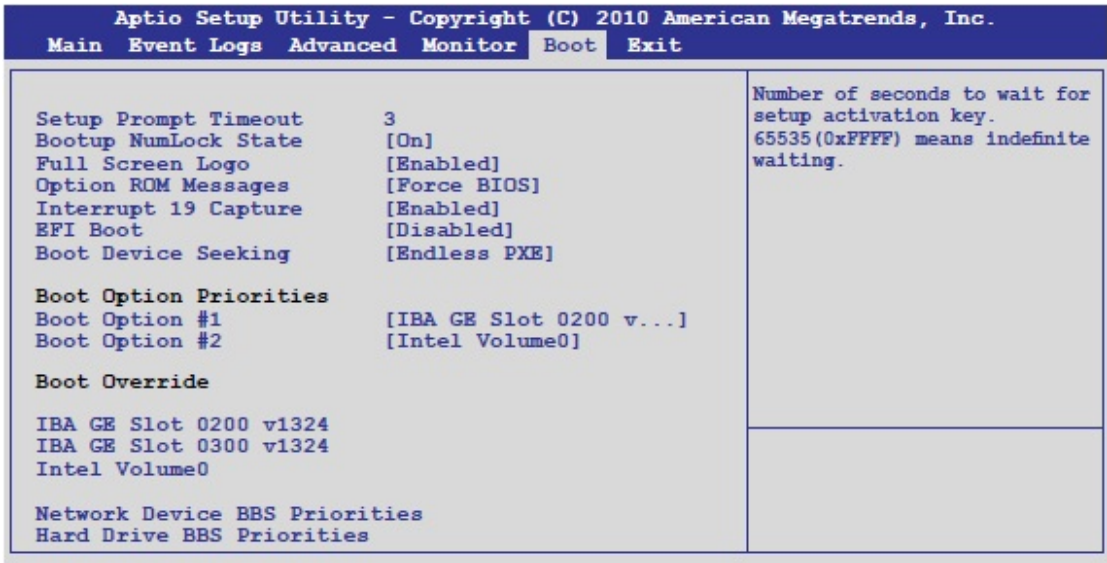 Aptio Setup Utility - Copyright (C) 2010 American Megatrends, Inc.
Main Event Logs Advanced Monitor Boot Exit
Setup Prompt Timeout 3
Bootup NumLock State [On]
Full Screen Logo [Enabled]
Option ROM Messages [Force BIOS]
Interrupt 19 Capture [Enabled]
EFI Boot [Disabled]
Boot Device Seeking [Endless PXE]
Boot Option Priorities
Boot Option #1 [IBA GE Slot 0200 v...]
Boot Option #2 [Intel Volume0]
Boot Override
IBA GE Slot 0200 v1324
IBA GE Slot 0300 v1324
Intel Volume0
Network Device BBS Priorities
Hard Drive BBS Priorities
Number of seconds to wait for
setup activation key.
65535(0xFFFF) means indefinite
waiting.